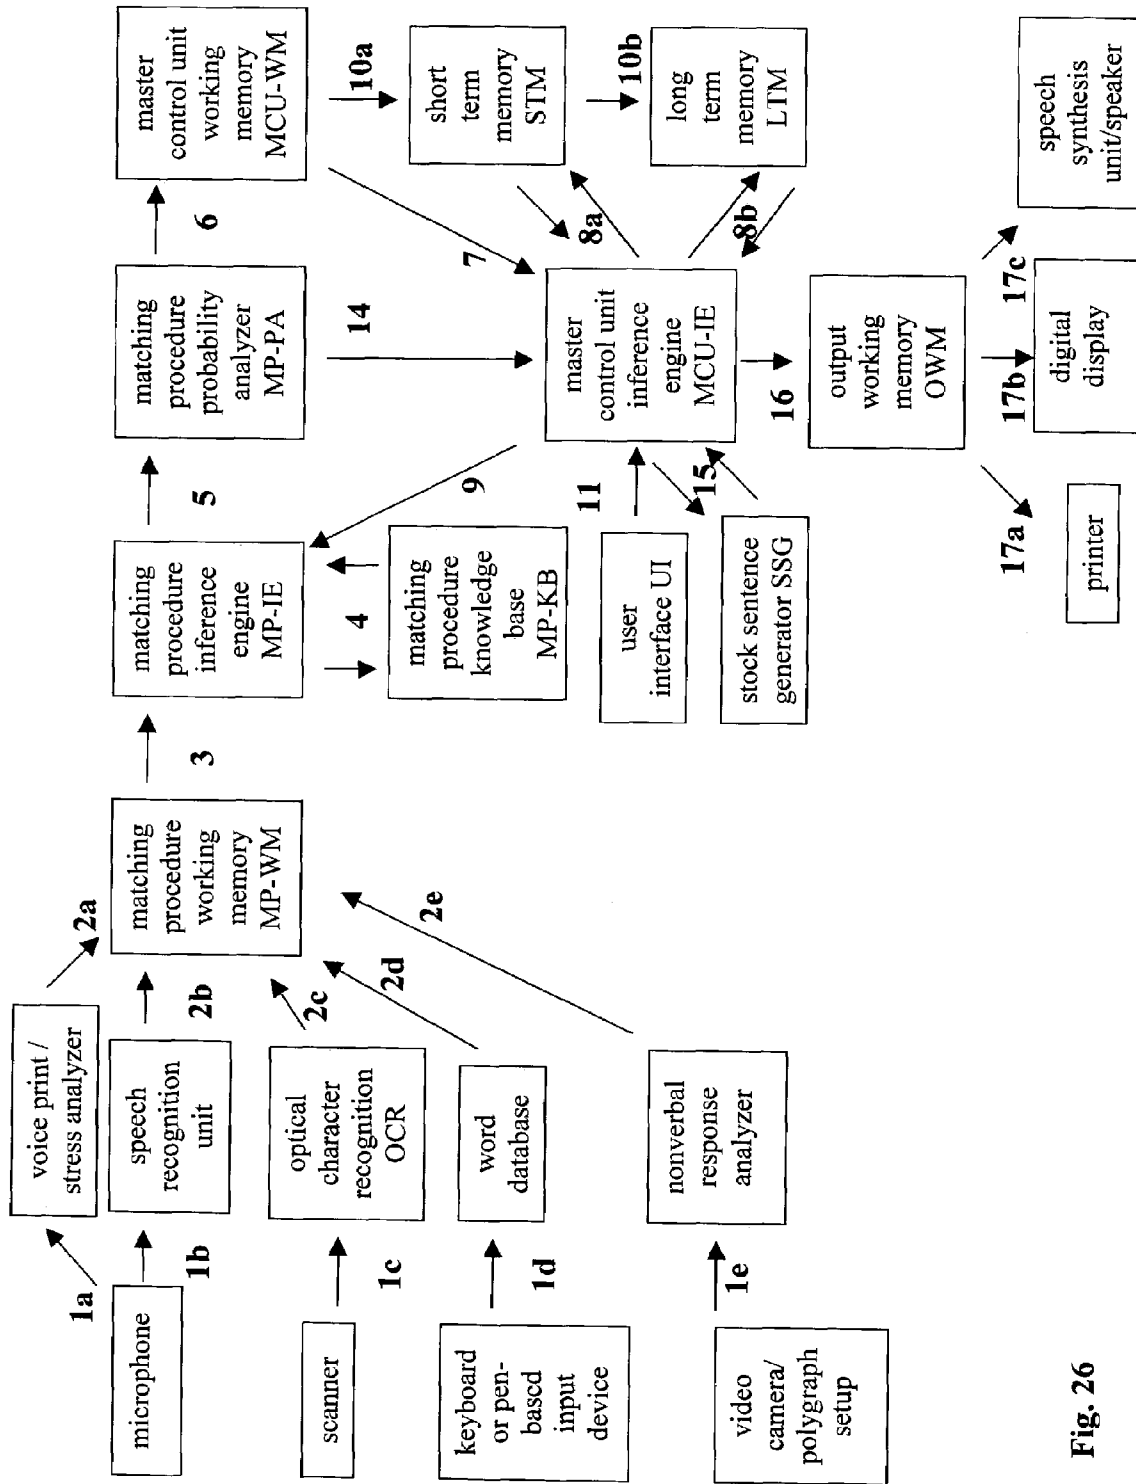 microphone
scanner
keyboard
or pen-
bascd
input
device
video
camera/
polygraph
setup
1a
1b
1c
1d
1e
voice print /
stress analyzer
speech
recognition
unit
optical
character
recognition
OCR
word
database
nonverbal
response
analyzer
2a
2b
2c
2d
2e
matching
procedure
working
memory
MP-WM
3
matching
procedure
inference
engine
MP-IE
4
matching
procedure
knowledge
base
MP-KB
5
matching
procedure
probability
analyzer
MP-PA
6
master
control unit
working
memory
MCU-WM
7
14
9
10a
short
term
memory
STM
10b
long
term
memory
LTM
8a
8b
master
control unit
inference
engine
MCU-IE
11
user
interface UI
15
stock sentence
generator SSG
16
output
working
memory
OWM
17a
17b
17c
printer
digital
display
speech
synthesis
unit/speaker
Fig. 26